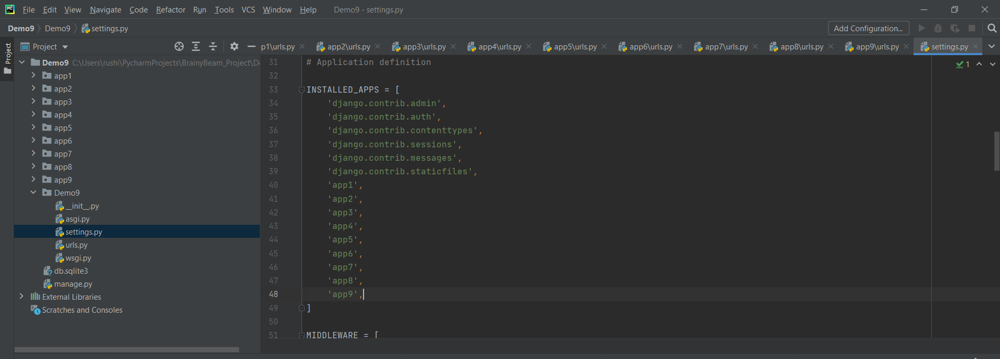 PC File Edit View Navigate Code Refactor Run Tools VCS Window Help Demo9 - settings.py
Demo9 Demo9 settings.py Add Configuration...
Project
Project p1\urls.py app2\urls.py app3\urls.py app4\urls.py app5\urls.py app6\urls.py app7\urls.py app8\urls.py app9\urls.py settings.py
Demo9 C:\Users\rushi\PycharmProjects\BrainyBeam_Project\De
app1
app2
app3
app4
app5
app6
app7
app8
app9
Demo9
__init__.py
asgi.py
settings.py
urls.py
wsgi.py
db.sqlite3
manage.py
External Libraries
Scratches and Consoles
31 # Application definition
1
32
33 INSTALLED_APPS = [
34 'django.contrib.admin',
35 'django.contrib.auth',
36 'django.contrib.contenttypes',
37 'django.contrib.sessions',
38 'django.contrib.messages',
39 'django.contrib.staticfiles',
40 'app1',
41 'app2',
42 'app3',
43 'app4',
44 'app5',
45 'app6',
46 'app7',
47 'app8',
48 'app9',
49 ]
50
51 MIDDLEWARE = [